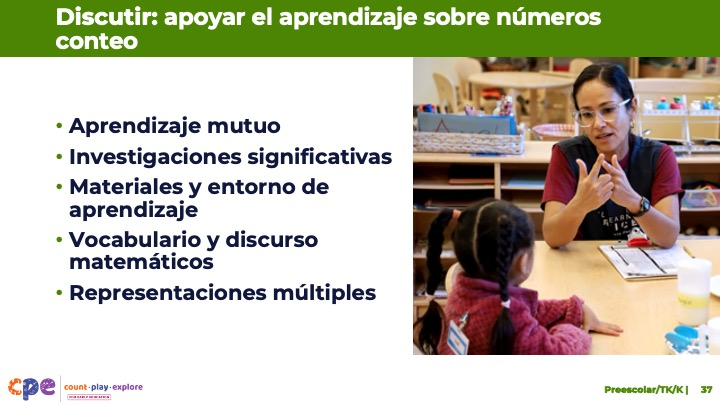 Discutir: apoyar el aprendizaje sobre números
conteo
• Aprendizaje mutuo
• Investigaciones significativas
• Materiales y entorno de
aprendizaje
• Vocabulario y discurso
matemáticos
• Representaciones múltiples
cpe
count·play·explore
Preescolar/TK/K | 37